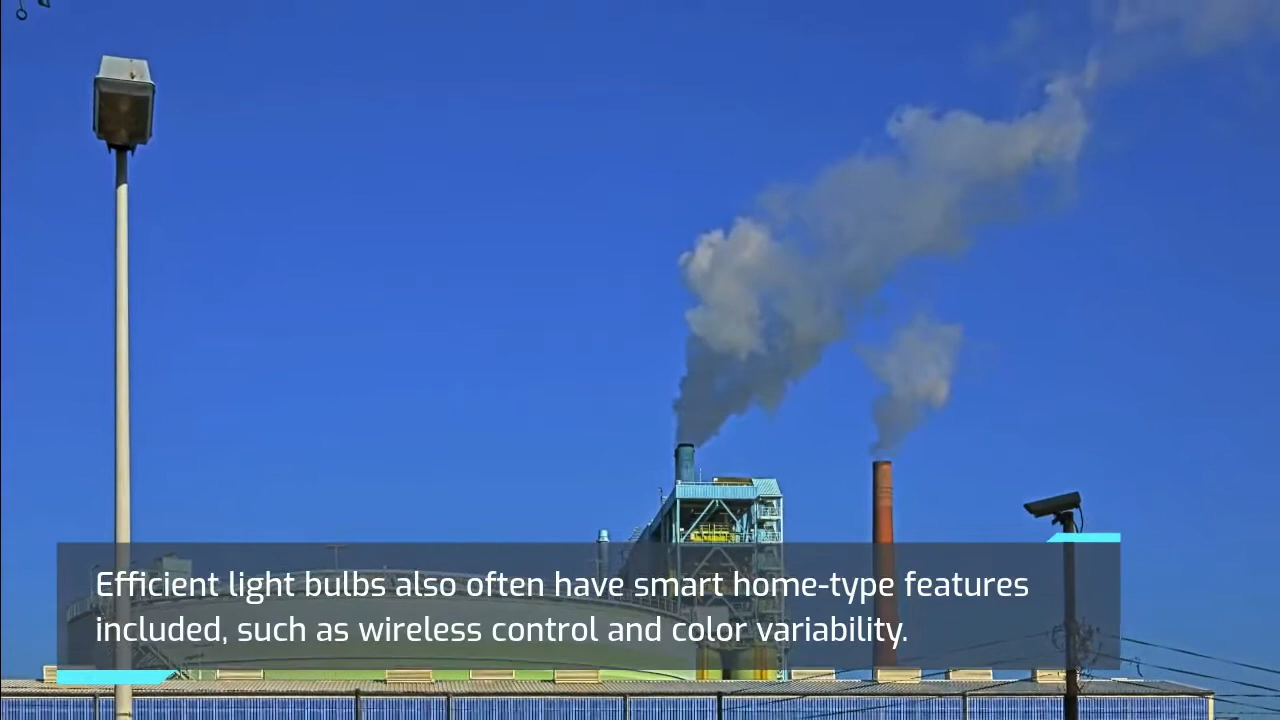 Efficient light bulbs also often have smart home-type features
included, such as wireless control and color variability.